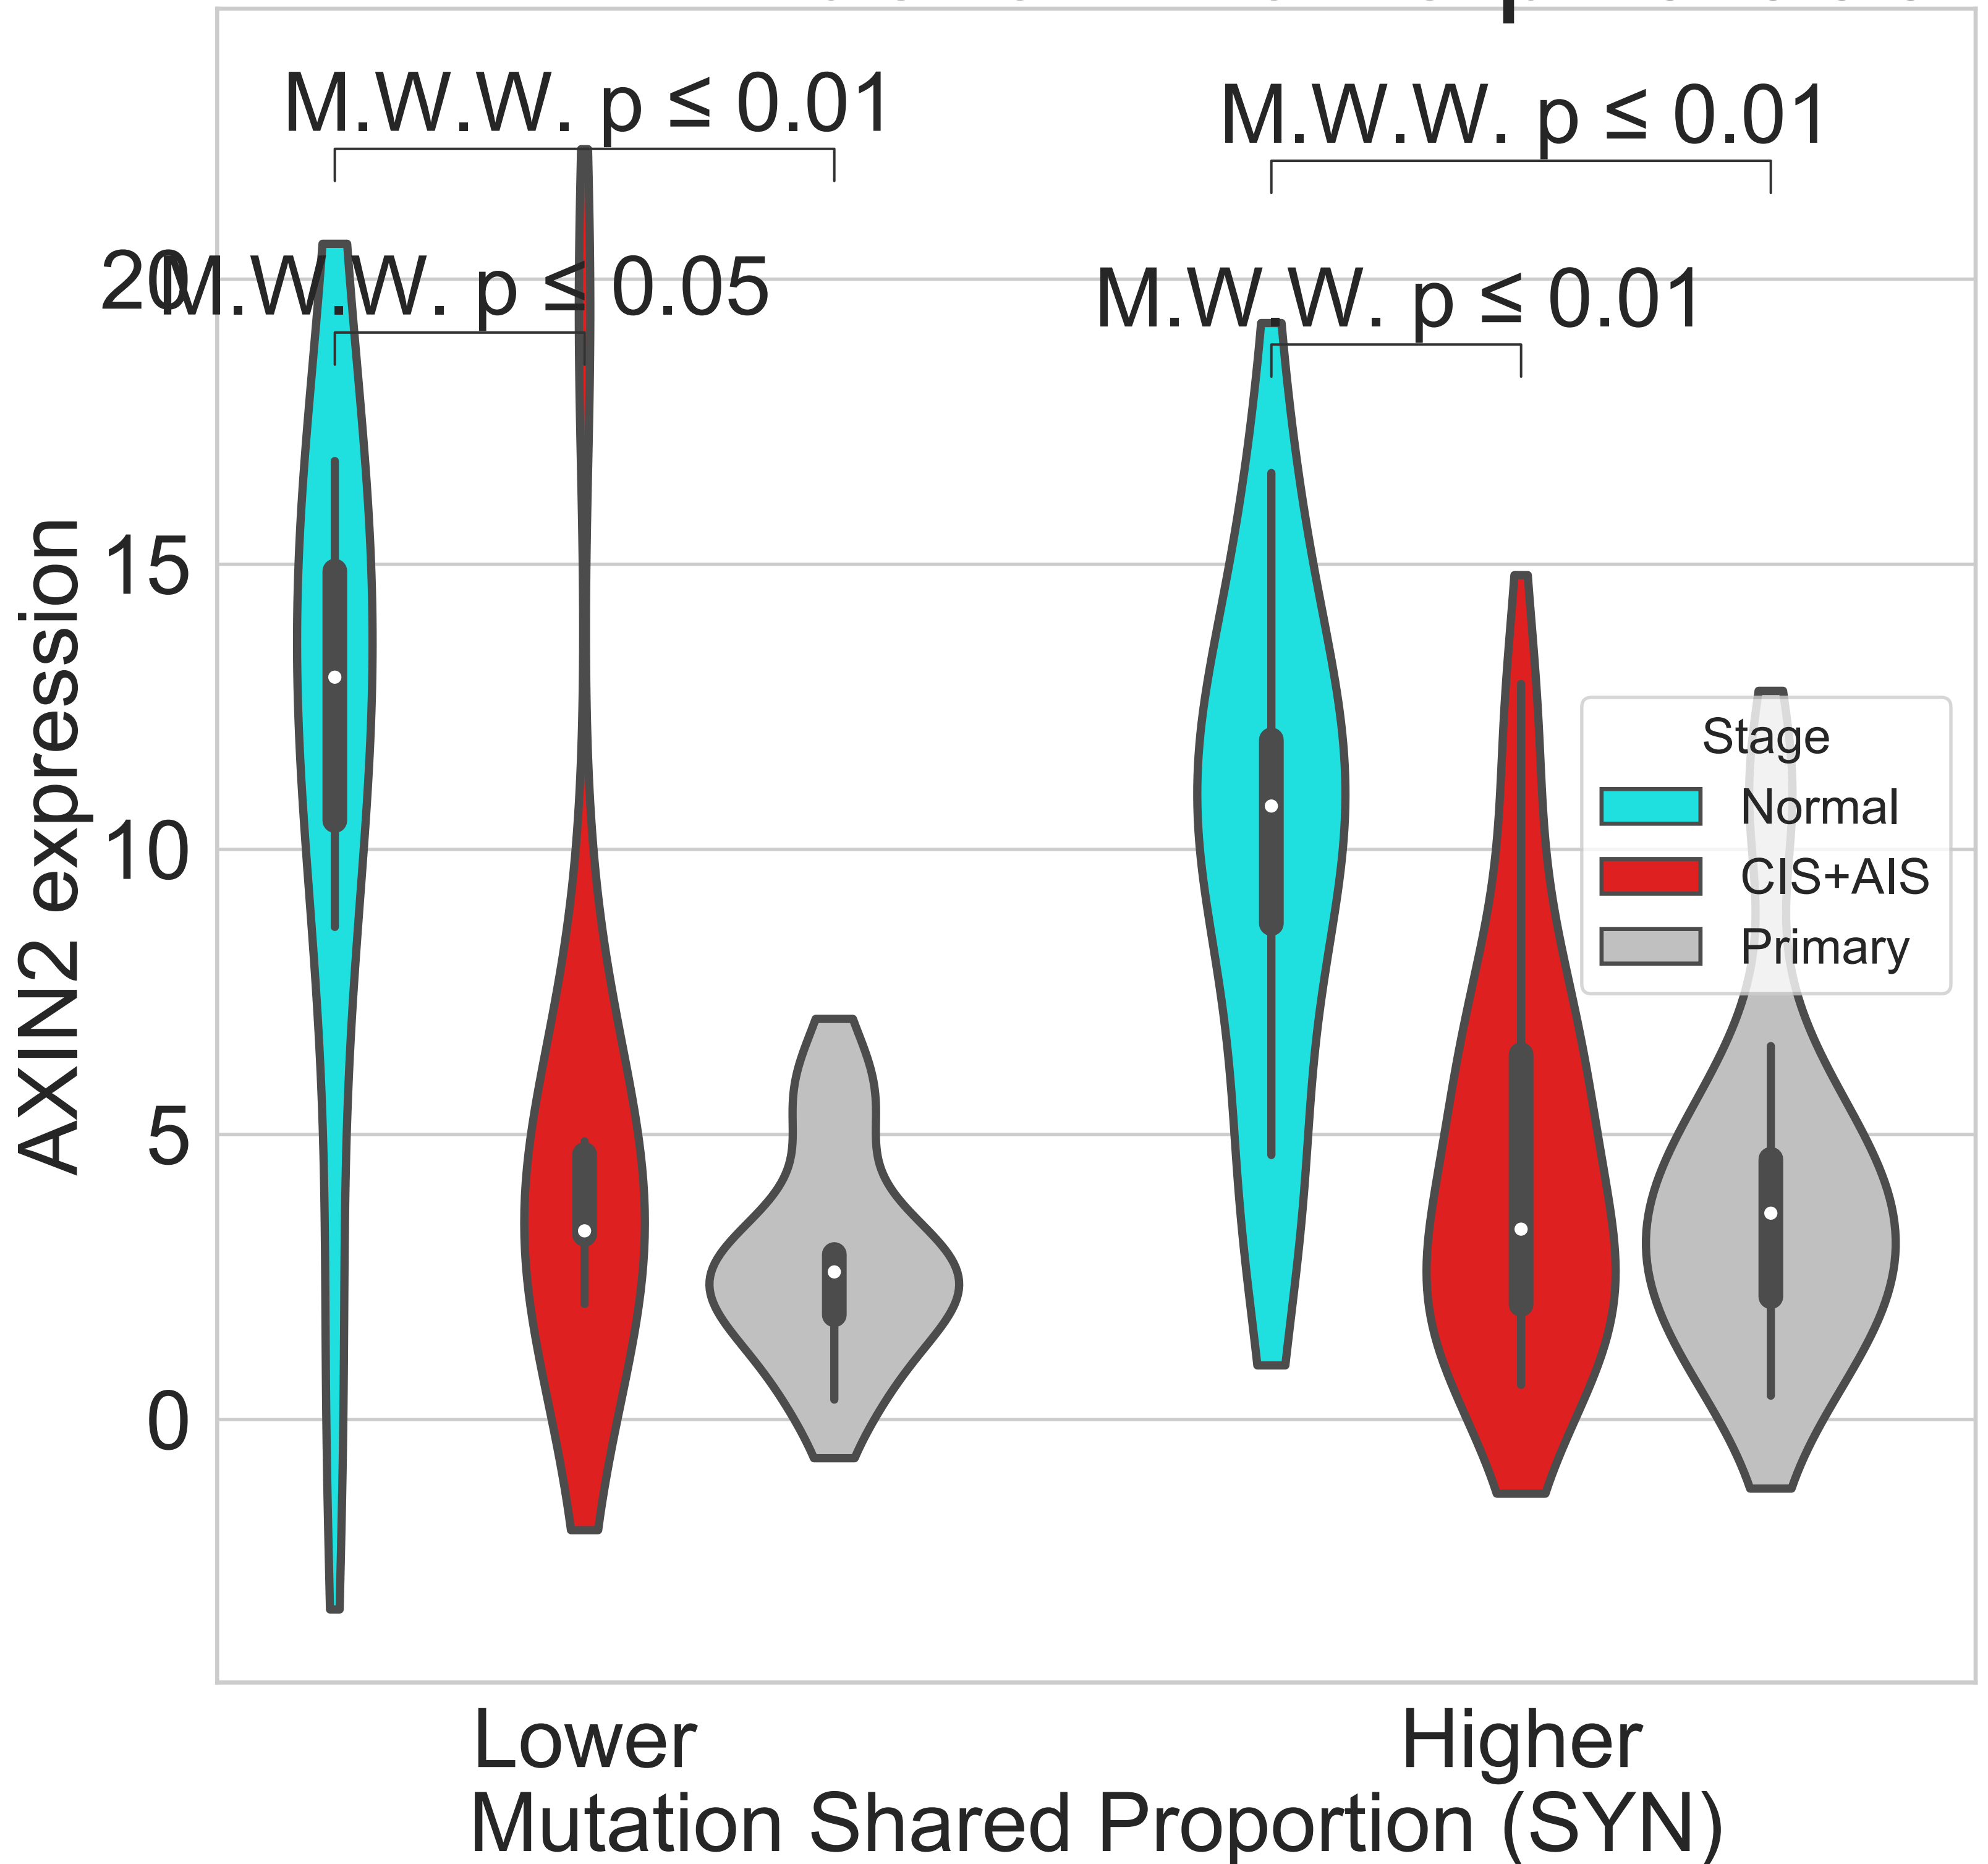 M.W.W. p ≤ 0.01
M.W.W. p ≤ 0.01
M.W.W. p ≤ 0.05
M.W.W. p ≤ 0.01
20
15
10
5
0
AXIN2 expression
Stage
Normal
CIS+AIS
Primary
Lower
Higher
Mutation Shared Proportion (SYN)